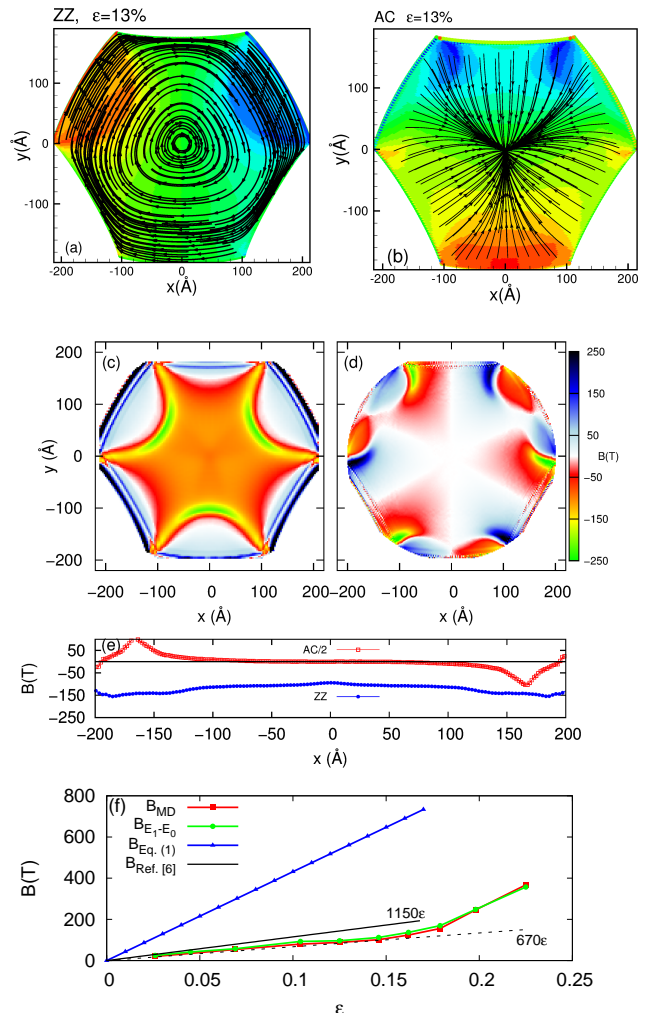 ZZ, ε=13%
AC ε=13%
y(Å)
100
0
-100
(a)
-200 -100 0 100 200
x(Å)
y(Å)
100
0
-100
(b)
-200 -100 0 100 200
x(Å)
(c)
y (Å)
200
100
0
−100
−200
−200 −100 0 100 200
x (Å)
(d)
−200 −100 0 100 200
x (Å)
250
150
50
B(T)
-50
-150
-250
(e)
B(T)
50
-50
-150
-250
AC/2
ZZ
−200 −150 −100 −50 0 50 100 150 200
x (Å)
(f)
B(T)
800
600
400
200
0
B_MD
B_E₁-E₀
B_Eq. (1)
B_Ref. [6]
1150ε
670ε
0 0.05 0.1 0.15 0.2 0.25
ε